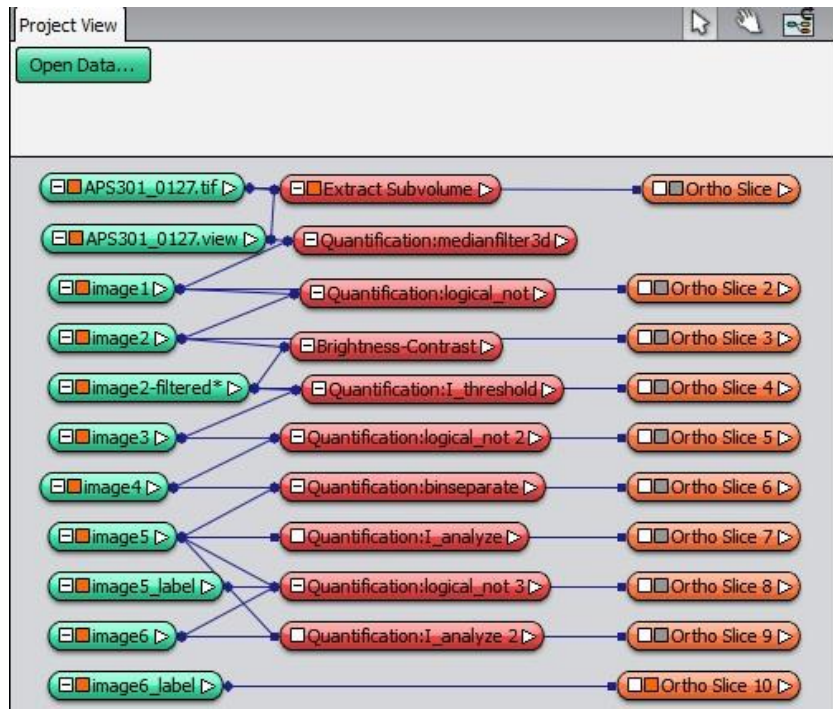 Project View
Open Data...
APS301_0127.tif Extract Subvolume Ortho Slice
APS301_0127.view Quantification:medianfilter3d
image1 Quantification:logical_not Ortho Slice 2
image2 Brightness-Contrast Ortho Slice 3
image2-filtered* Quantification:I_threshold Ortho Slice 4
image3 Quantification:logical_not 2 Ortho Slice 5
image4 Quantification:binseparate Ortho Slice 6
image5 Quantification:I_analyze Ortho Slice 7
image5_label Quantification:logical_not 3 Ortho Slice 8
image6 Quantification:I_analyze 2 Ortho Slice 9
image6_label Ortho Slice 10